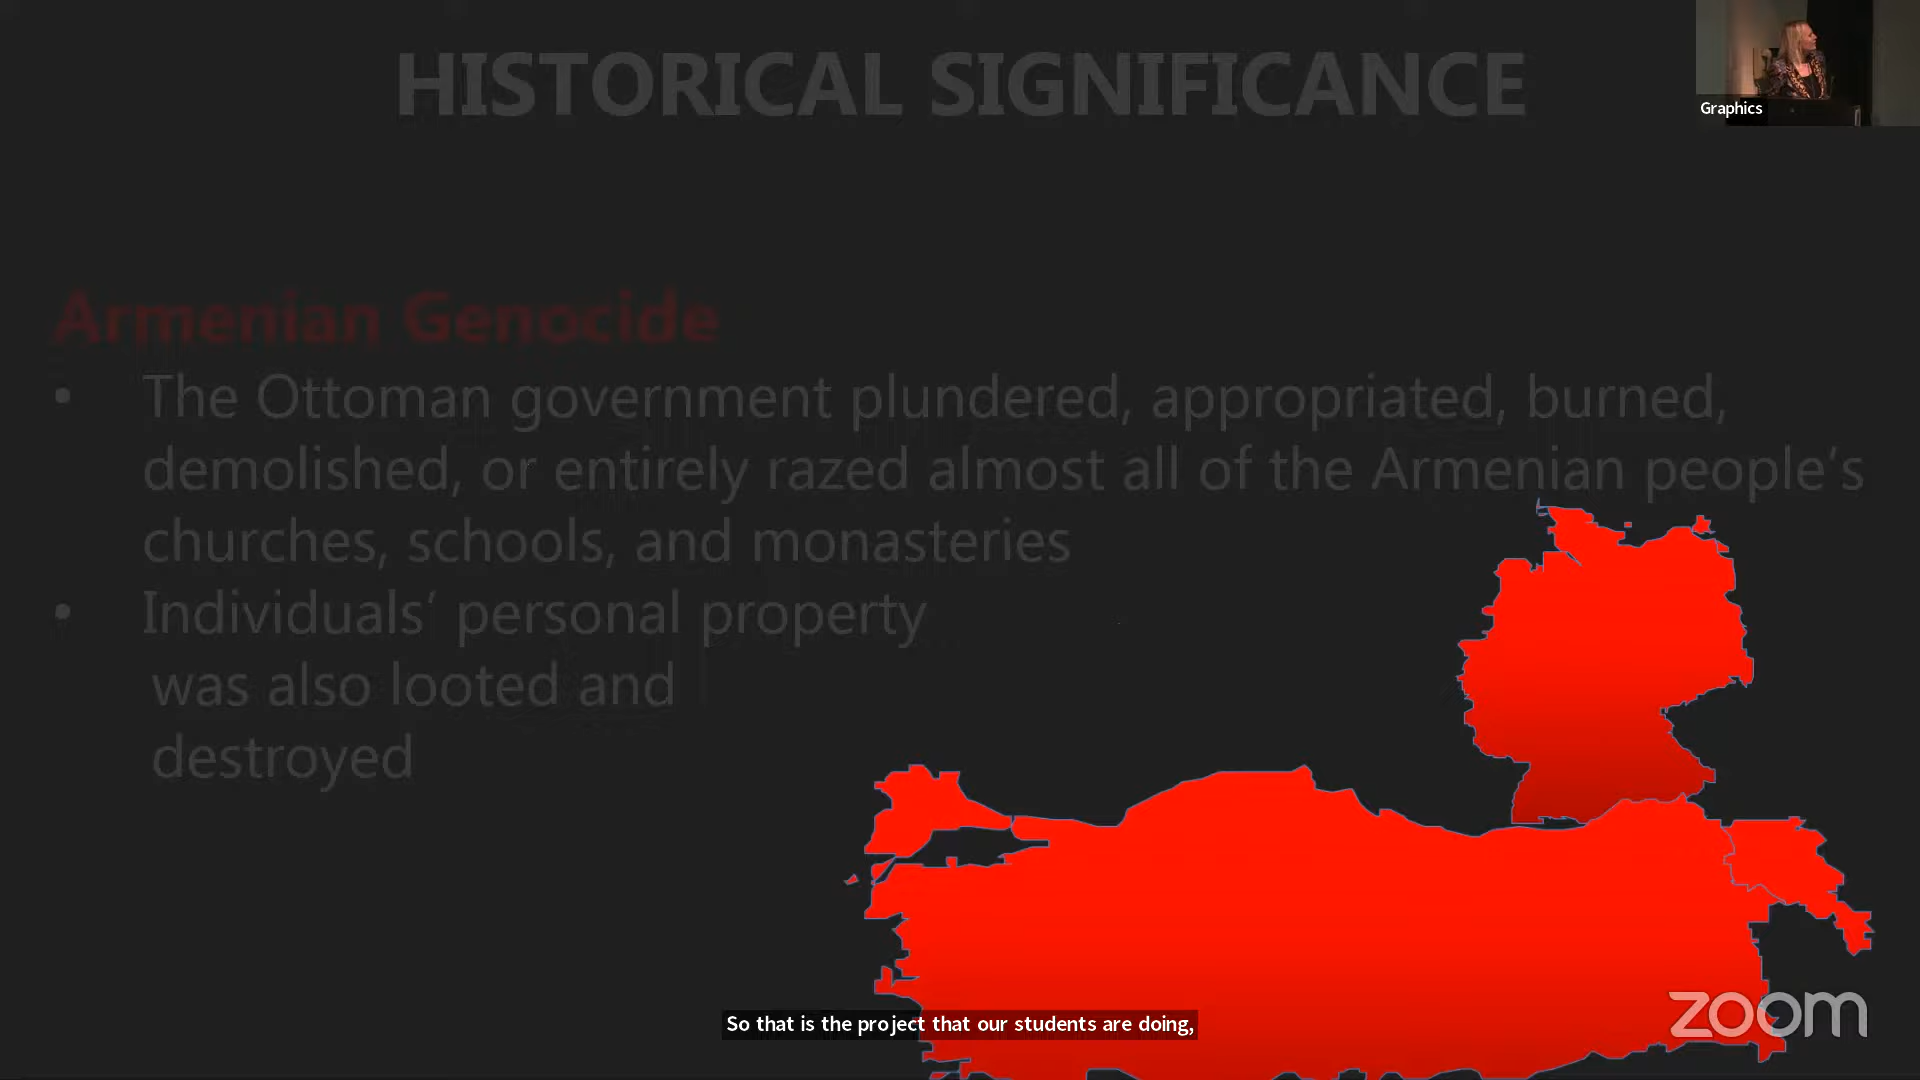 HISTORICAL SIGNIFICANCE
Graphics
Armenian Genocide
• The Ottoman government plundered, appropriated, burned,
demolished, or entirely razed almost all of the Armenian people’s
churches, schools, and monasteries
• Individuals’ personal property
was also looted and
destroyed
zoom
So that is the project that our students are doing,